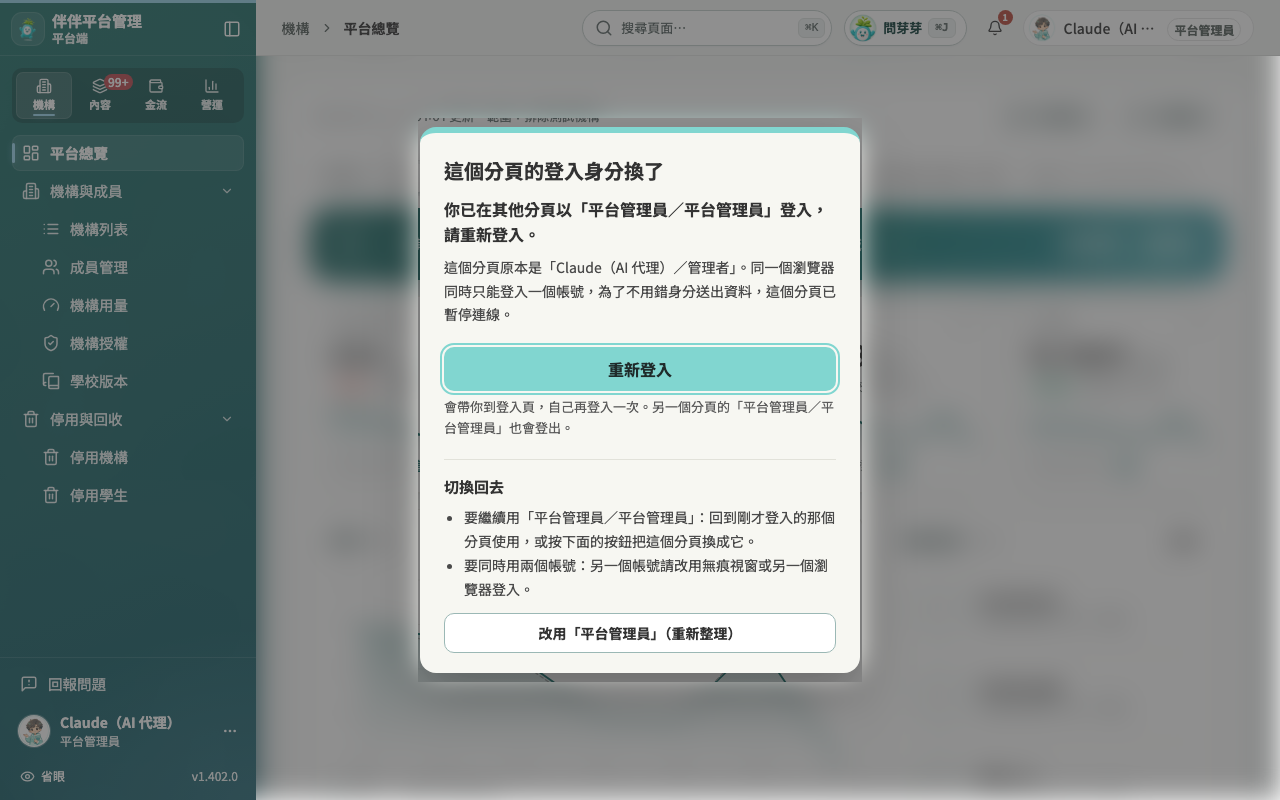 伴伴平台管理
平台端
機構
99+
內容
金流
營運
平台總覽
機構與成員
機構列表
成員管理
機構用量
機構授權
學校版本
停用與回收
停用機構
停用學生
回報問題
Claude（AI 代理）
平台管理員
省眼
v1.402.0
機構
平台總覽
搜尋頁面…
⌘K
問芽芽
⌘J
1
Claude（AI …
平台管理員
這個分頁的登入身分換了
你已在其他分頁以「平台管理員／平台管理員」登入，
請重新登入。
這個分頁原本是「Claude（AI 代理）／管理者」。同一個瀏覽器
同時只能登入一個帳號，為了不用錯身分送出資料，這個分頁已
暫停連線。
重新登入
會帶你到登入頁，自己再登入一次。另一個分頁的「平台管理員／平
台管理員」也會登出。
切換回去
要繼續用「平台管理員／平台管理員」：回到剛才登入的那個
分頁使用，或按下面的按鈕把這個分頁換成它。
要同時用兩個帳號：另一個帳號請改用無痕視窗或另一個瀏
覽器登入。
改用「平台管理員」（重新整理）